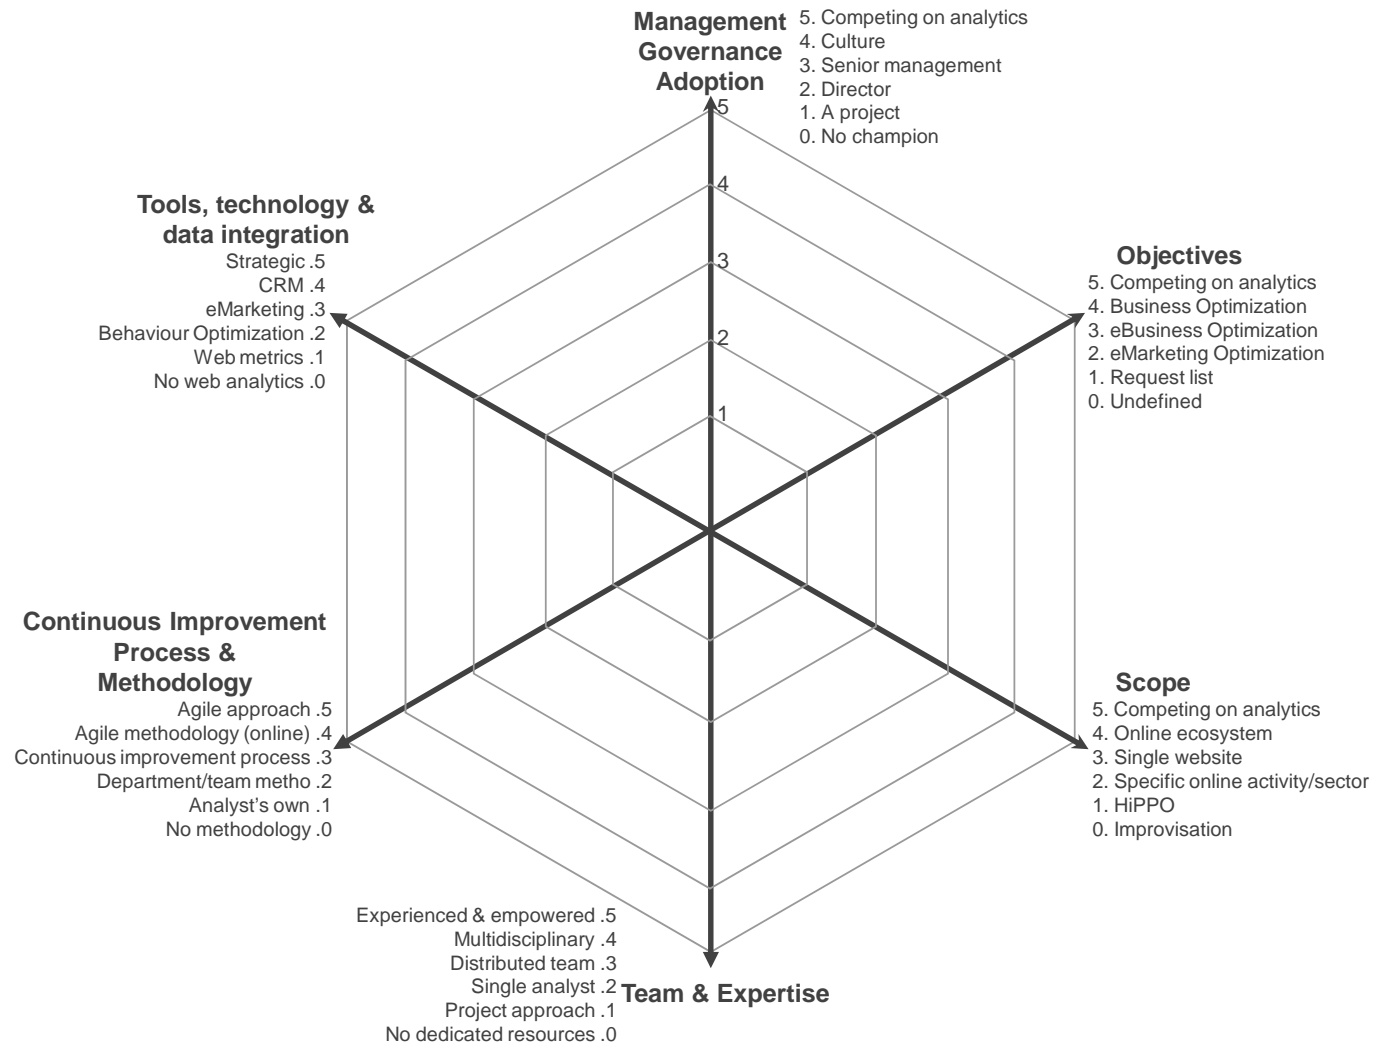 Management
Governance
Adoption
5. Competing on analytics
4. Culture
3. Senior management
2. Director
1. A project
0. No champion
5
4
3
2
1
Tools, technology &
data integration
Strategic .5
CRM .4
eMarketing .3
Behaviour Optimization .2
Web metrics .1
No web analytics .0
Objectives
5. Competing on analytics
4. Business Optimization
3. eBusiness Optimization
2. eMarketing Optimization
1. Request list
0. Undefined
Continuous Improvement
Process &
Methodology
Agile approach .5
Agile methodology (online) .4
Continuous improvement process .3
Department/team metho .2
Analyst’s own .1
No methodology .0
Scope
5. Competing on analytics
4. Online ecosystem
3. Single website
2. Specific online activity/sector
1. HiPPO
0. Improvisation
Experienced & empowered .5
Multidisciplinary .4
Distributed team .3
Single analyst .2
Project approach .1
No dedicated resources .0
Team & Expertise